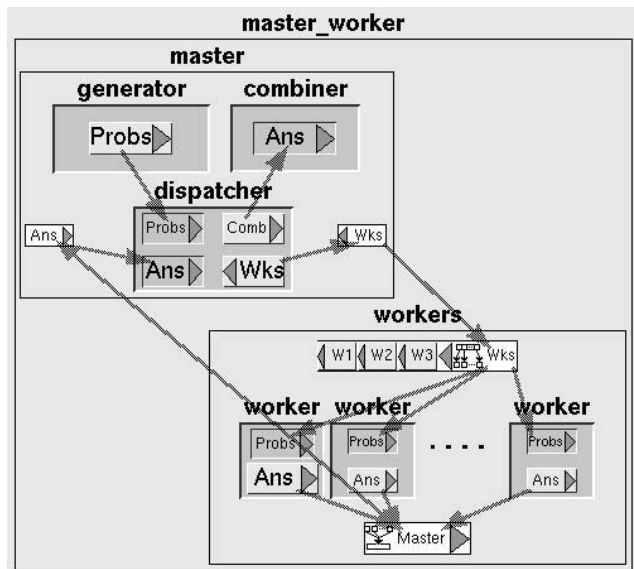 master_worker
master
generator combiner
Probs Ans
dispatcher
Probs Comb
Ans Wks
Ans Wks
workers
W1 W2 W3 Wks
worker worker worker
Probs Probs Probs
. . . .
Ans Ans Ans
Master